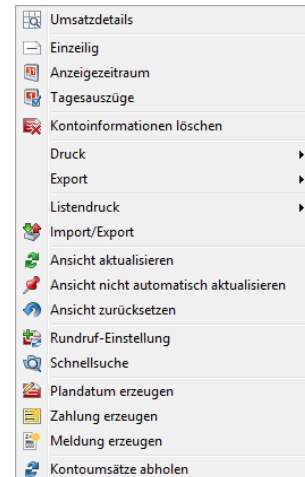 Umsatzdetails
Einzeilig
Anzeigezeitraum
Tagesauszüge
Kontoinformationen löschen
Druck
Export
Listendruck
Import/Export
Ansicht aktualisieren
Ansicht nicht automatisch aktualisieren
Ansicht zurücksetzen
Rundruf-Einstellung
Schnellsuche
Plandatum erzeugen
Zahlung erzeugen
Meldung erzeugen
Kontoumsätze abholen